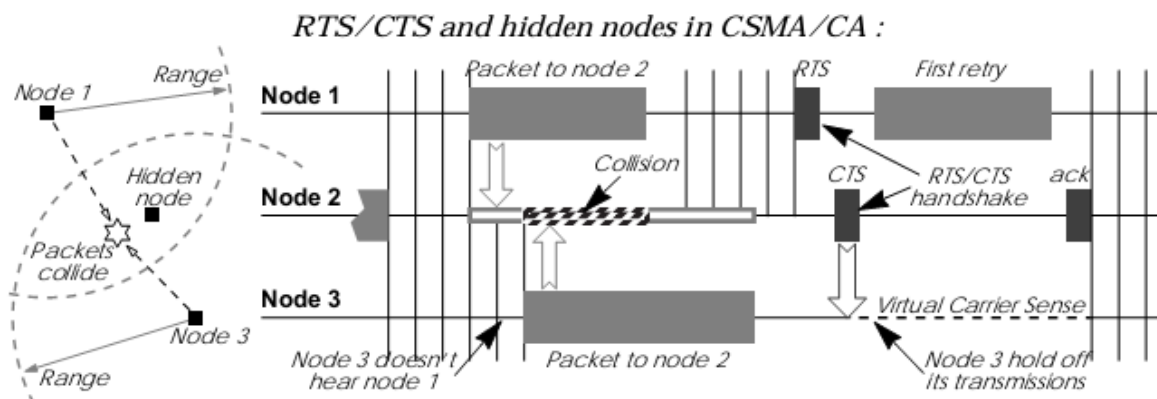 RTS/CTS and hidden nodes in CSMA/CA :
Range
Node 1
Hidden
node
Packets
collide
Node 3
Range
Packet to node 2
RTS
First retry
Node 1
Collision
CTS
RTS/CTS
handshake
ack
Node 2
Node 3
Virtual Carrier Sense
Node 3 doesn't
hear node 1
Packet to node 2
Node 3 hold off
its transmissions